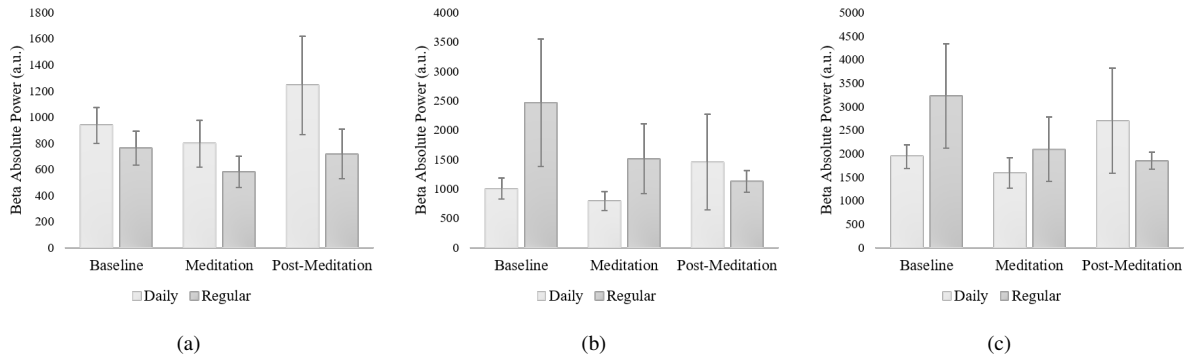 Beta Absolute Power (a.u.)
1800
1600
1400
1200
1000
800
600
400
200
0
Baseline Meditation Post-Meditation
Daily Regular
(a)
Beta Absolute Power (a.u.)
4000
3500
3000
2500
2000
1500
1000
500
0
Baseline Meditation Post-Meditation
Daily Regular
(b)
Beta Absolute Power (a.u.)
5000
4500
4000
3500
3000
2500
2000
1500
1000
500
0
Baseline Meditation Post-Meditation
Daily Regular
(c)